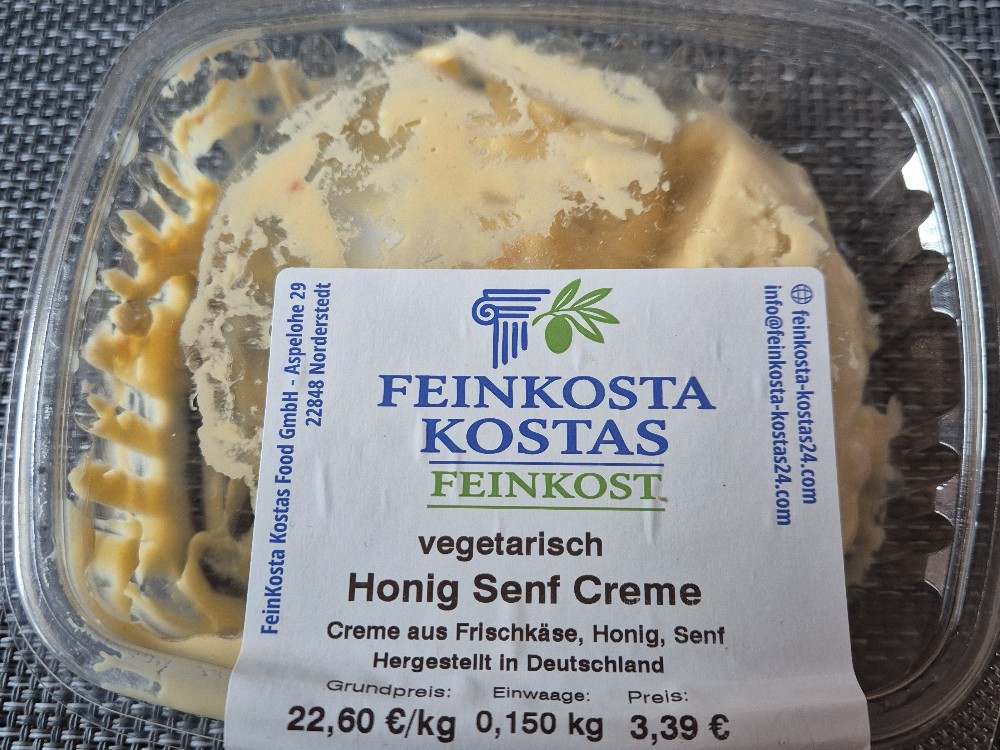 FeinKosta Kostas Food GmbH - Aspelohe 29
22848 Norderstedt
FEINKOSTA
KOSTAS
FEINKOST
feinkosta-kostas24.com
info@feinkosta-kostas24.com
vegetarisch
Honig Senf Creme
Creme aus Frischkäse, Honig, Senf
Hergestellt in Deutschland
Grundpreis: Einwaage: Preis:
22,60 €/kg 0,150 kg 3,39 €